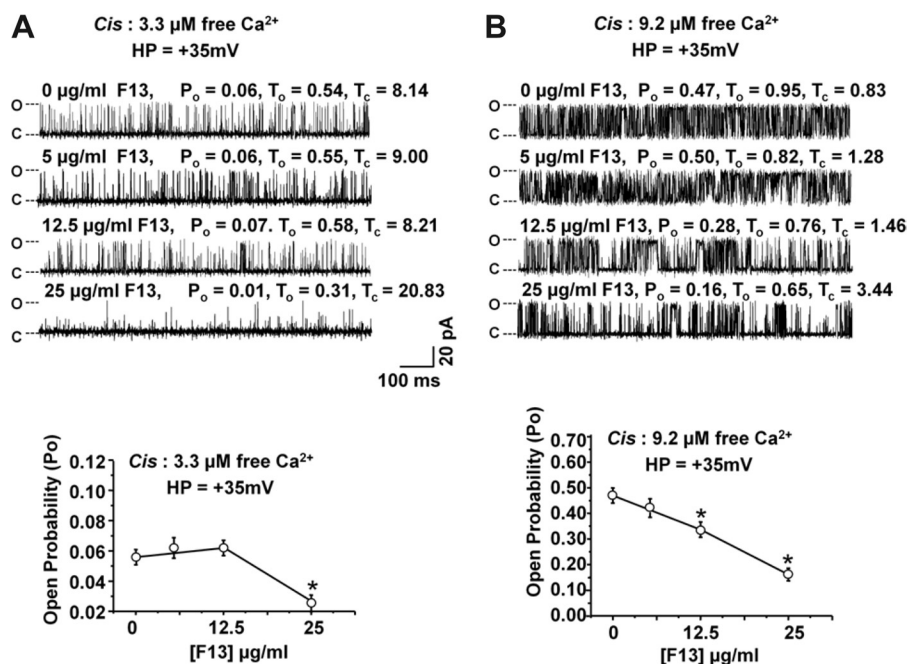 A
Cis : 3.3 µM free Ca²⁺
HP = +35mV
0 µg/ml F13, Pₒ = 0.06, Tₒ = 0.54, T꜀ = 8.14
O
C
5 µg/ml F13, Pₒ = 0.06, Tₒ = 0.55, T꜀ = 9.00
O
C
12.5 µg/ml F13, Pₒ = 0.07. Tₒ = 0.58, T꜀ = 8.21
O
C
25 µg/ml F13, Pₒ = 0.01, Tₒ = 0.31, T꜀ = 20.83
O
C
20 pA
100 ms
B
Cis : 9.2 µM free Ca²⁺
HP = +35mV
0 µg/ml F13, Pₒ = 0.47, Tₒ = 0.95, T꜀ = 0.83
O
C
5 µg/ml F13, Pₒ = 0.50, Tₒ = 0.82, T꜀ = 1.28
O
C
12.5 µg/ml F13, Pₒ = 0.28, Tₒ = 0.76, T꜀ = 1.46
O
C
25 µg/ml F13, Pₒ = 0.16, Tₒ = 0.65, T꜀ = 3.44
O
C
Open Probability (Po)
Cis : 3.3 µM free Ca²⁺
HP = +35mV
0.12
0.10
0.08
0.06
0.04
0.02
*
0 12.5 25
[F13] µg/ml
Open Probability (Po)
Cis : 9.2 µM free Ca²⁺
HP = +35mV
0.70
0.60
0.50
0.40
0.30
0.20
0.10
0.00
*
*
0 12.5 25
[F13] µg/ml